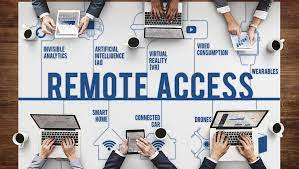 INVISIBLE
ANALYTICS
ARTIFICIAL
INTELLIGENCE
(AI)
VIRTUAL
REALITY
(VR)
VIDEO
CONSUMPTION
WEARABLES
REMOTE ACCESS
SMART
HOME
CONNECTED
CAR
DRONES